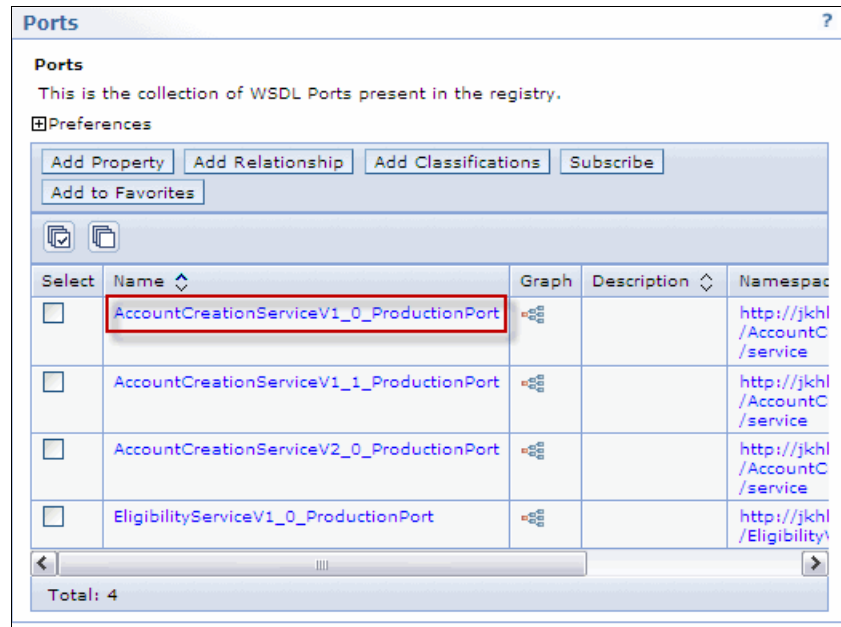 Ports ?
Ports
This is the collection of WSDL Ports present in the registry.
Preferences
Add Property Add Relationship Add Classifications Subscribe
Add to Favorites
Select Name Graph Description Namespac
AccountCreationServiceV1_0_ProductionPort http://jkhl
/AccountC
/service
AccountCreationServiceV1_1_ProductionPort http://jkhl
/AccountC
/service
AccountCreationServiceV2_0_ProductionPort http://jkhl
/AccountC
/service
EligibilityServiceV1_0_ProductionPort http://jkhl
/Eligibility
Total: 4